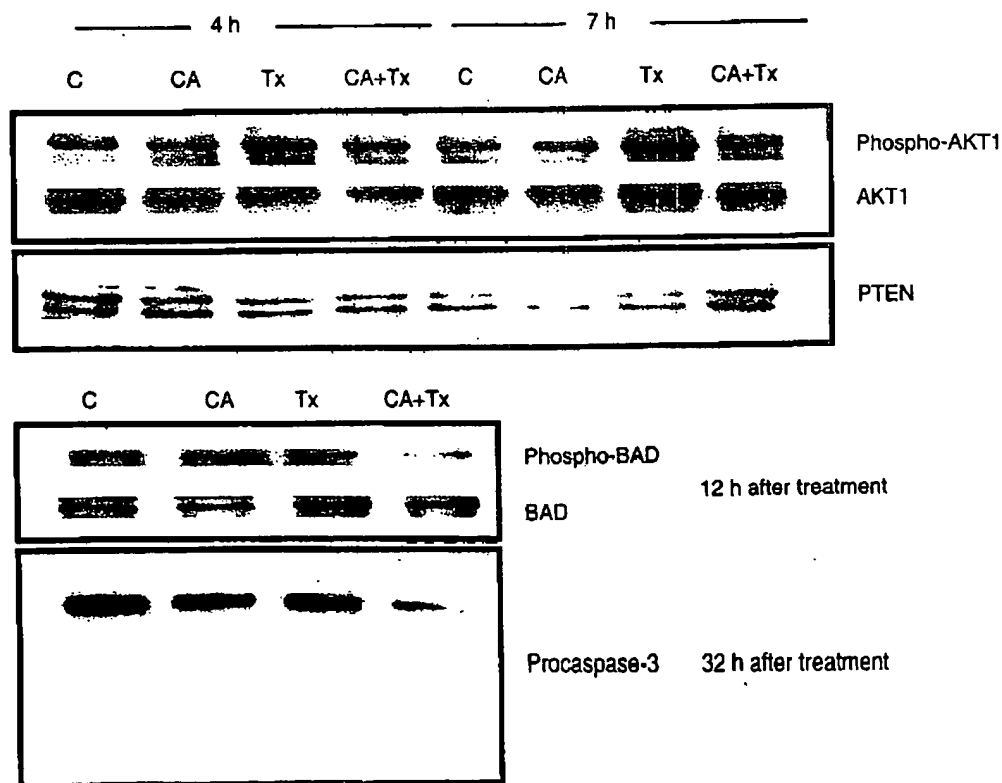 4 h 7 h
C CA Tx CA+Tx C CA Tx CA+Tx
Phospho-AKT1
AKT1
PTEN
C CA Tx CA+Tx
Phospho-BAD
12 h after treatment
BAD
Procaspase-3 32 h after treatment